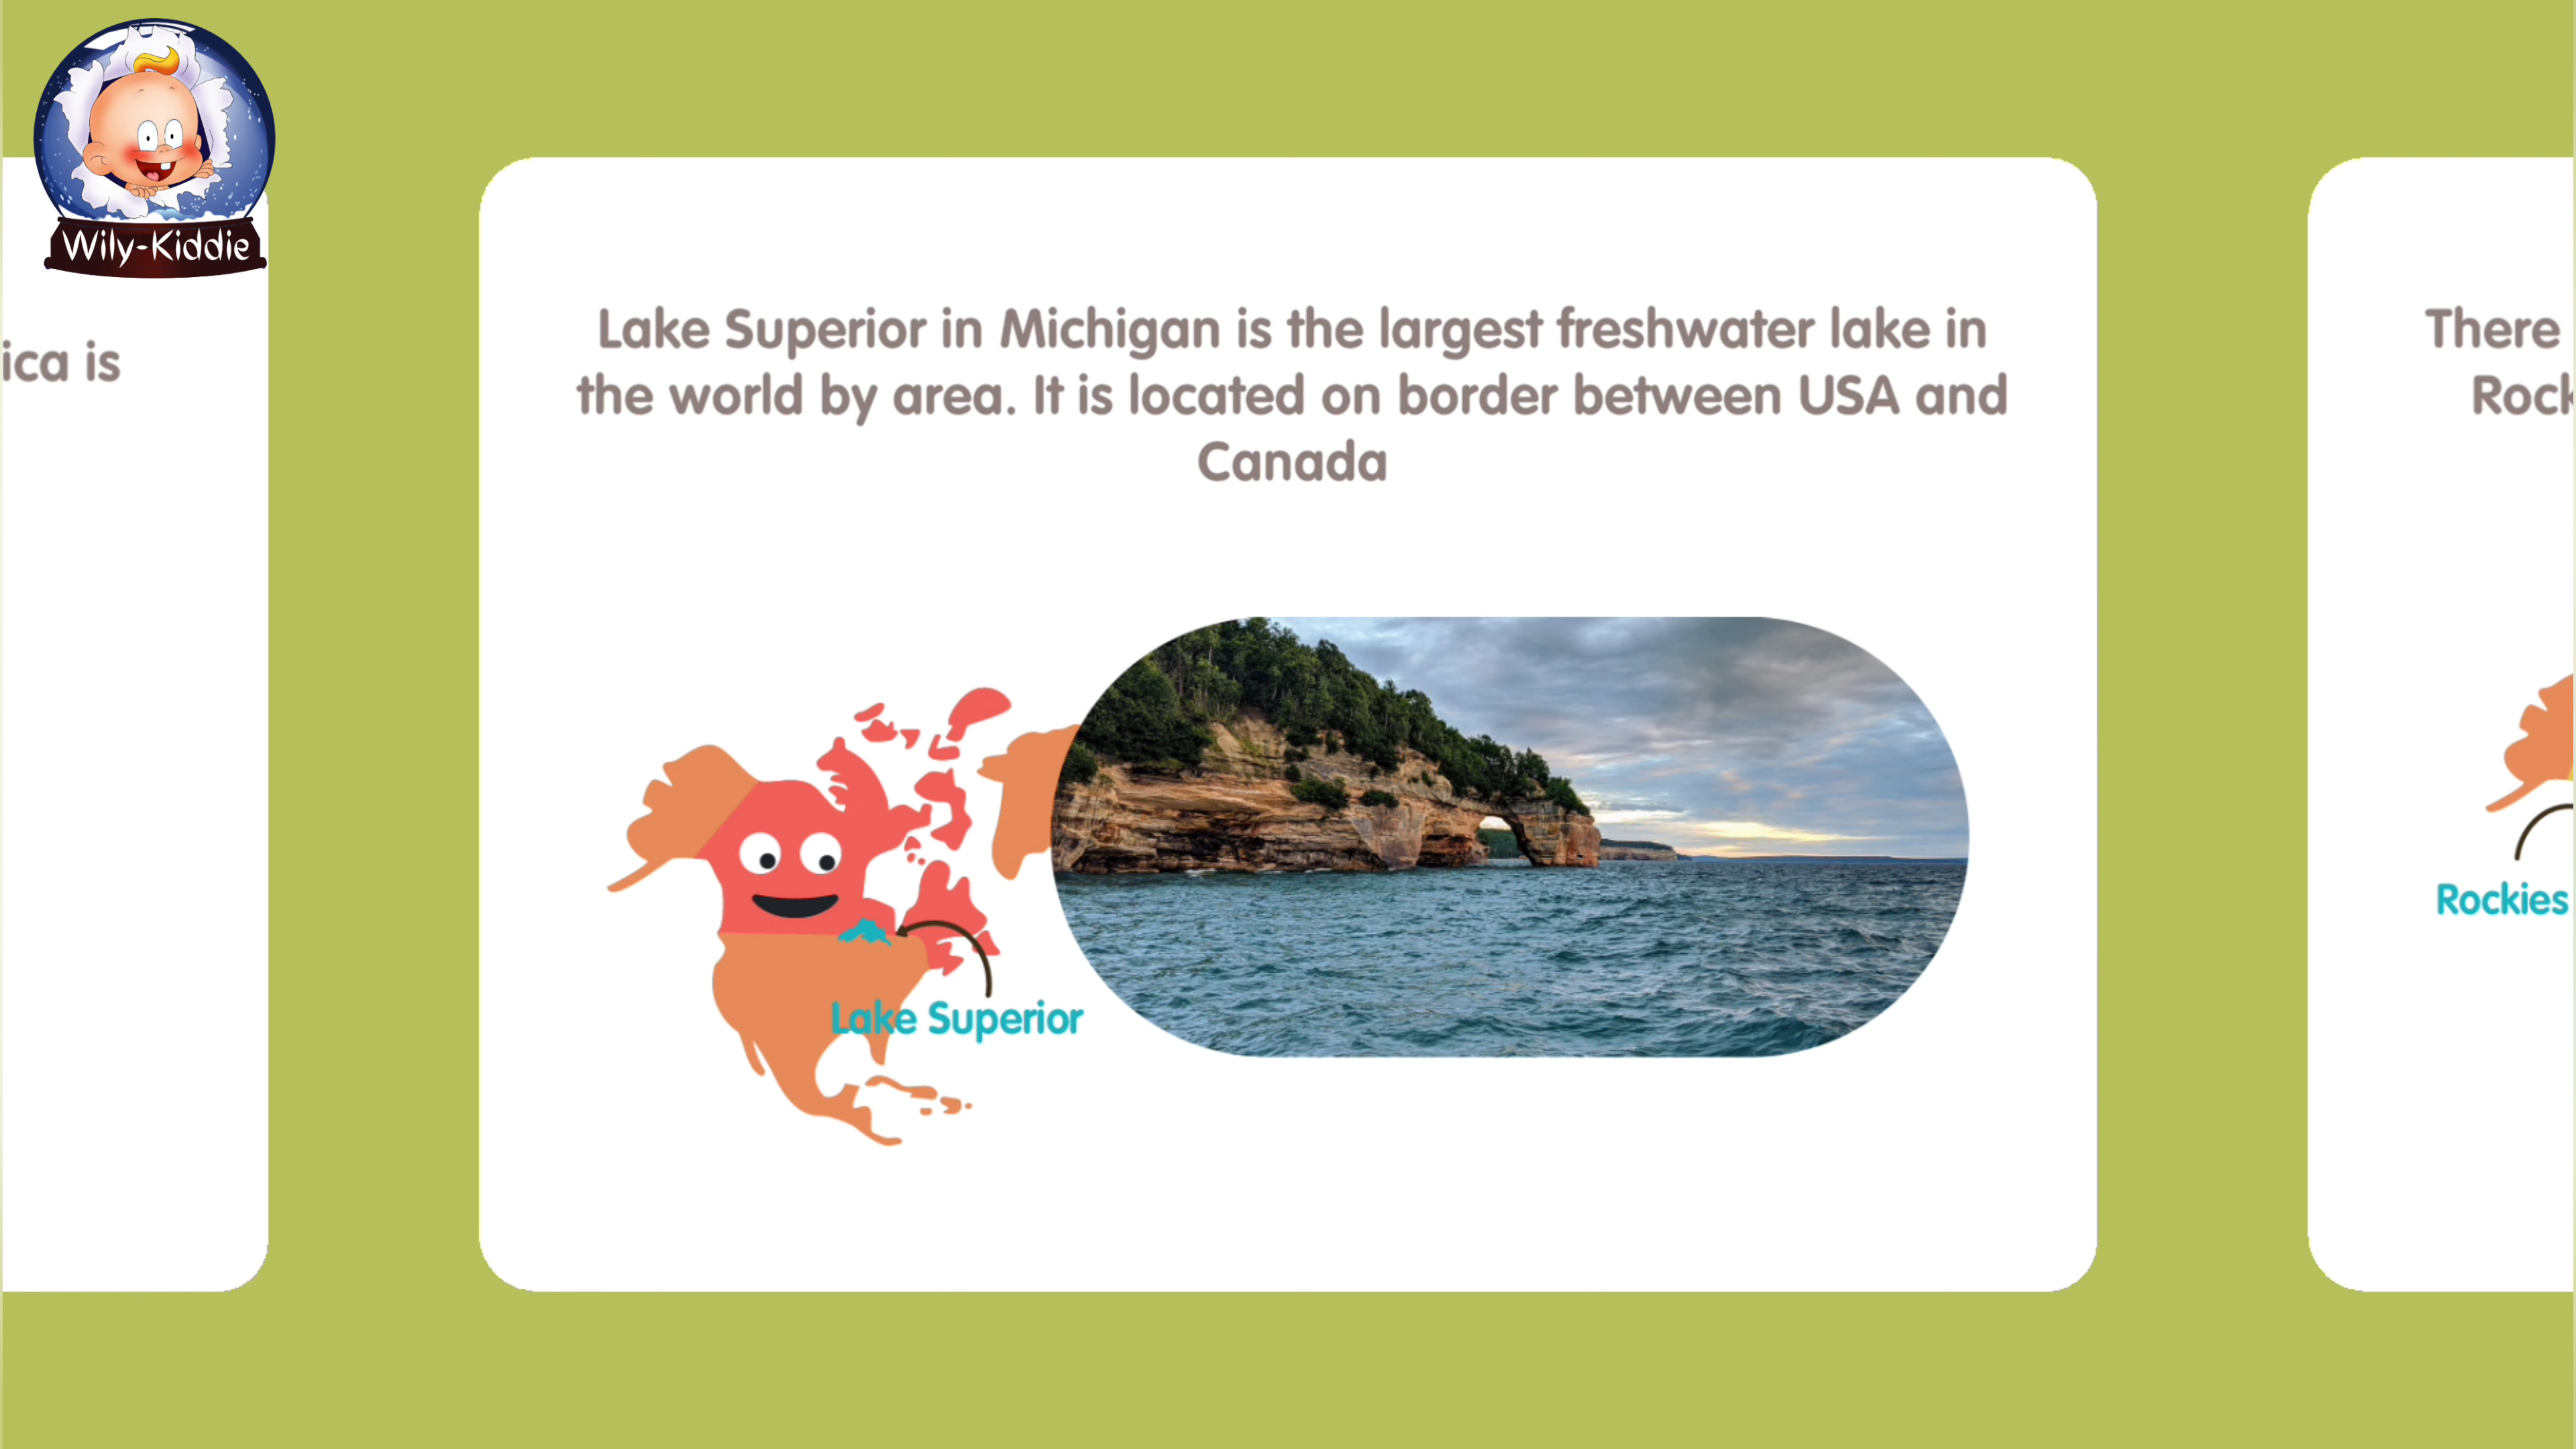 Wily-Kiddie
ica is
Lake Superior in Michigan is the largest freshwater lake in
the world by area. It is located on border between USA and
Canada
Lake Superior
There
Rock
Rockies